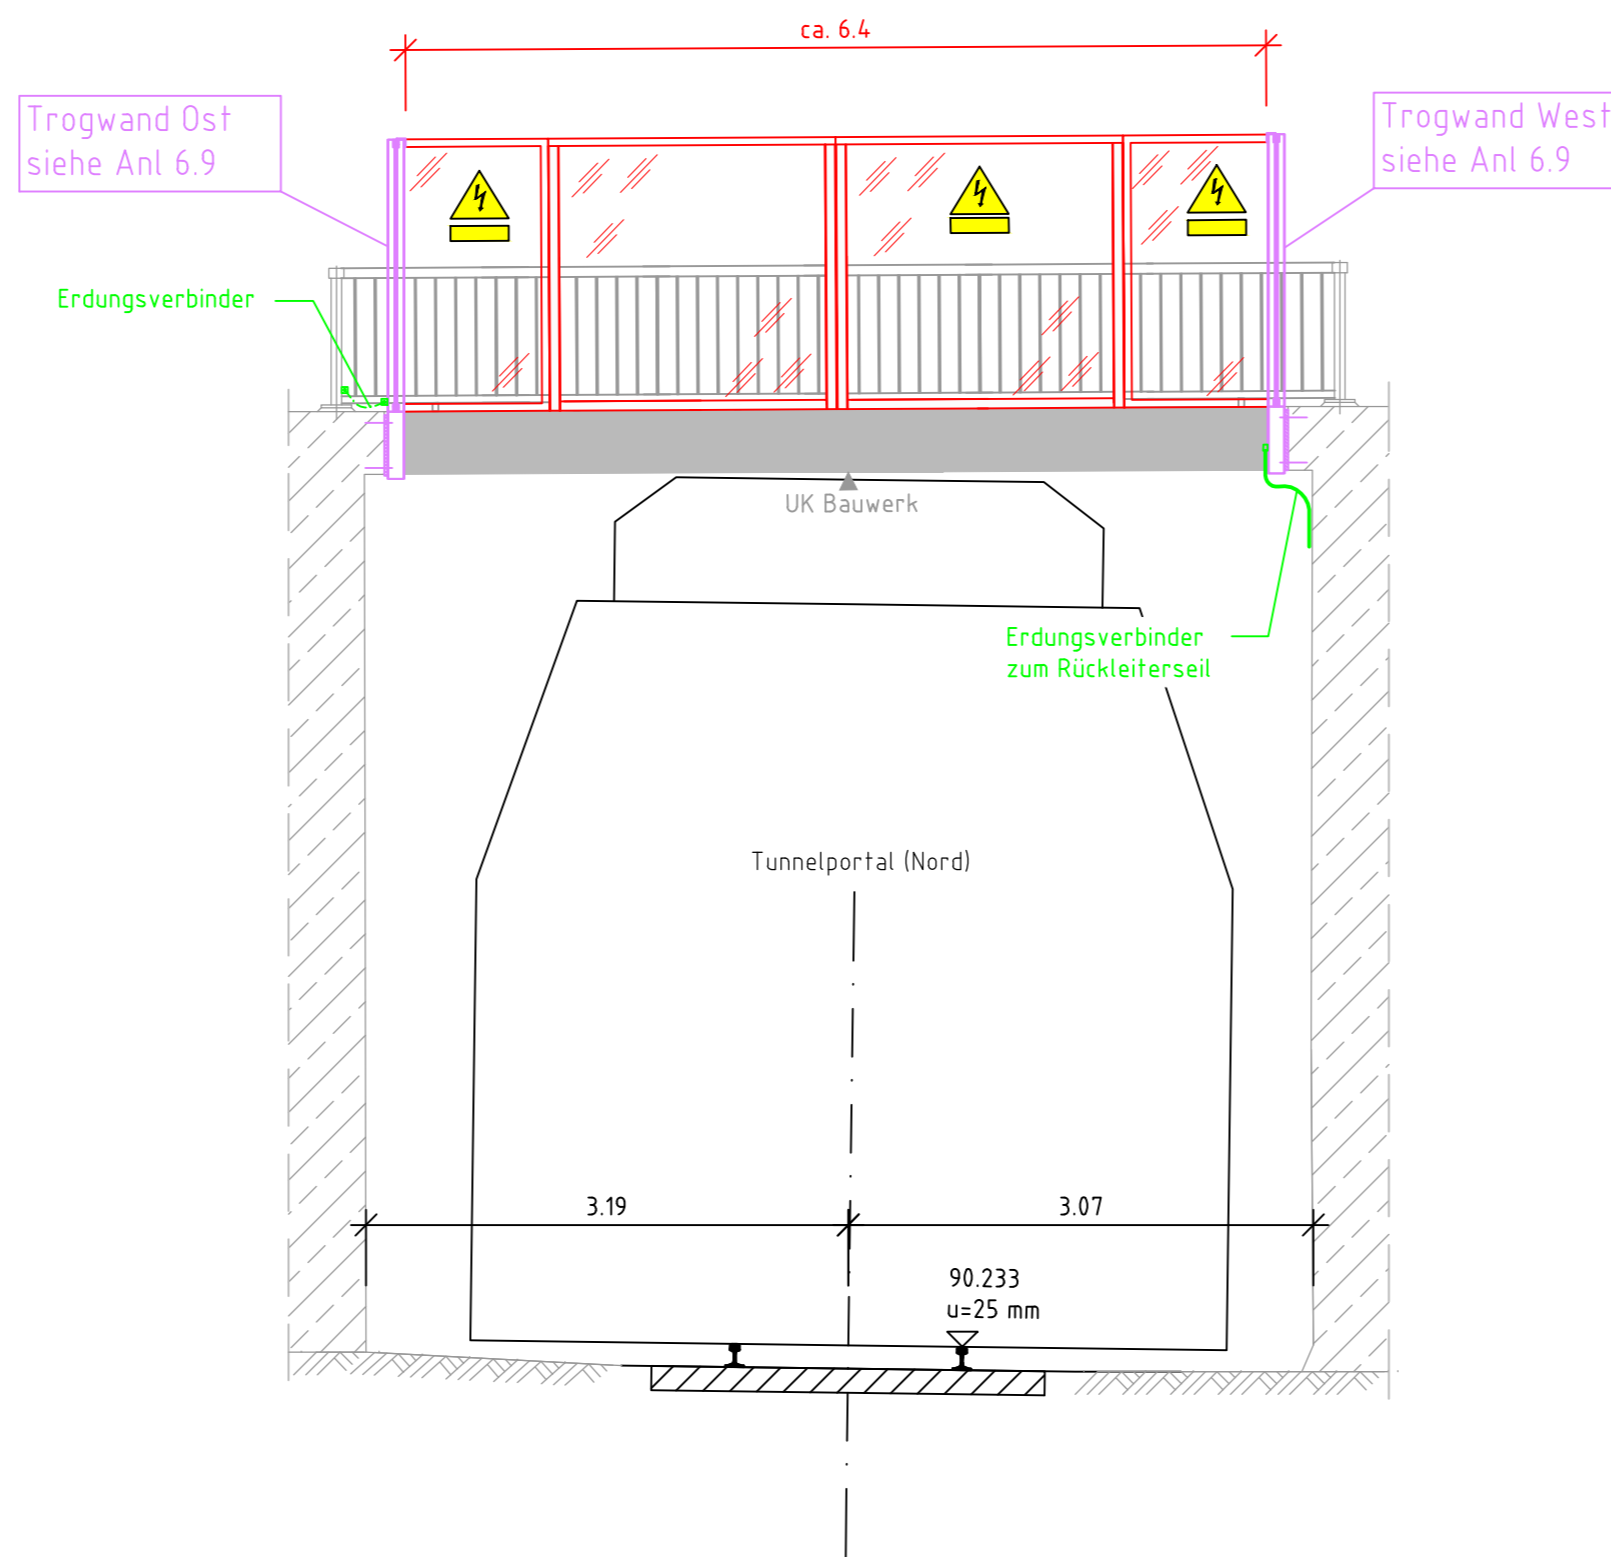 ca. 6.4
Trogwand Ost
siehe Anl 6.9
Trogwand West
siehe Anl 6.9
Erdungsverbinder
UK Bauwerk
Erdungsverbinder
zum Rückleiterseil
Tunnelportal (Nord)
3.19
3.07
90.233
u=25 mm